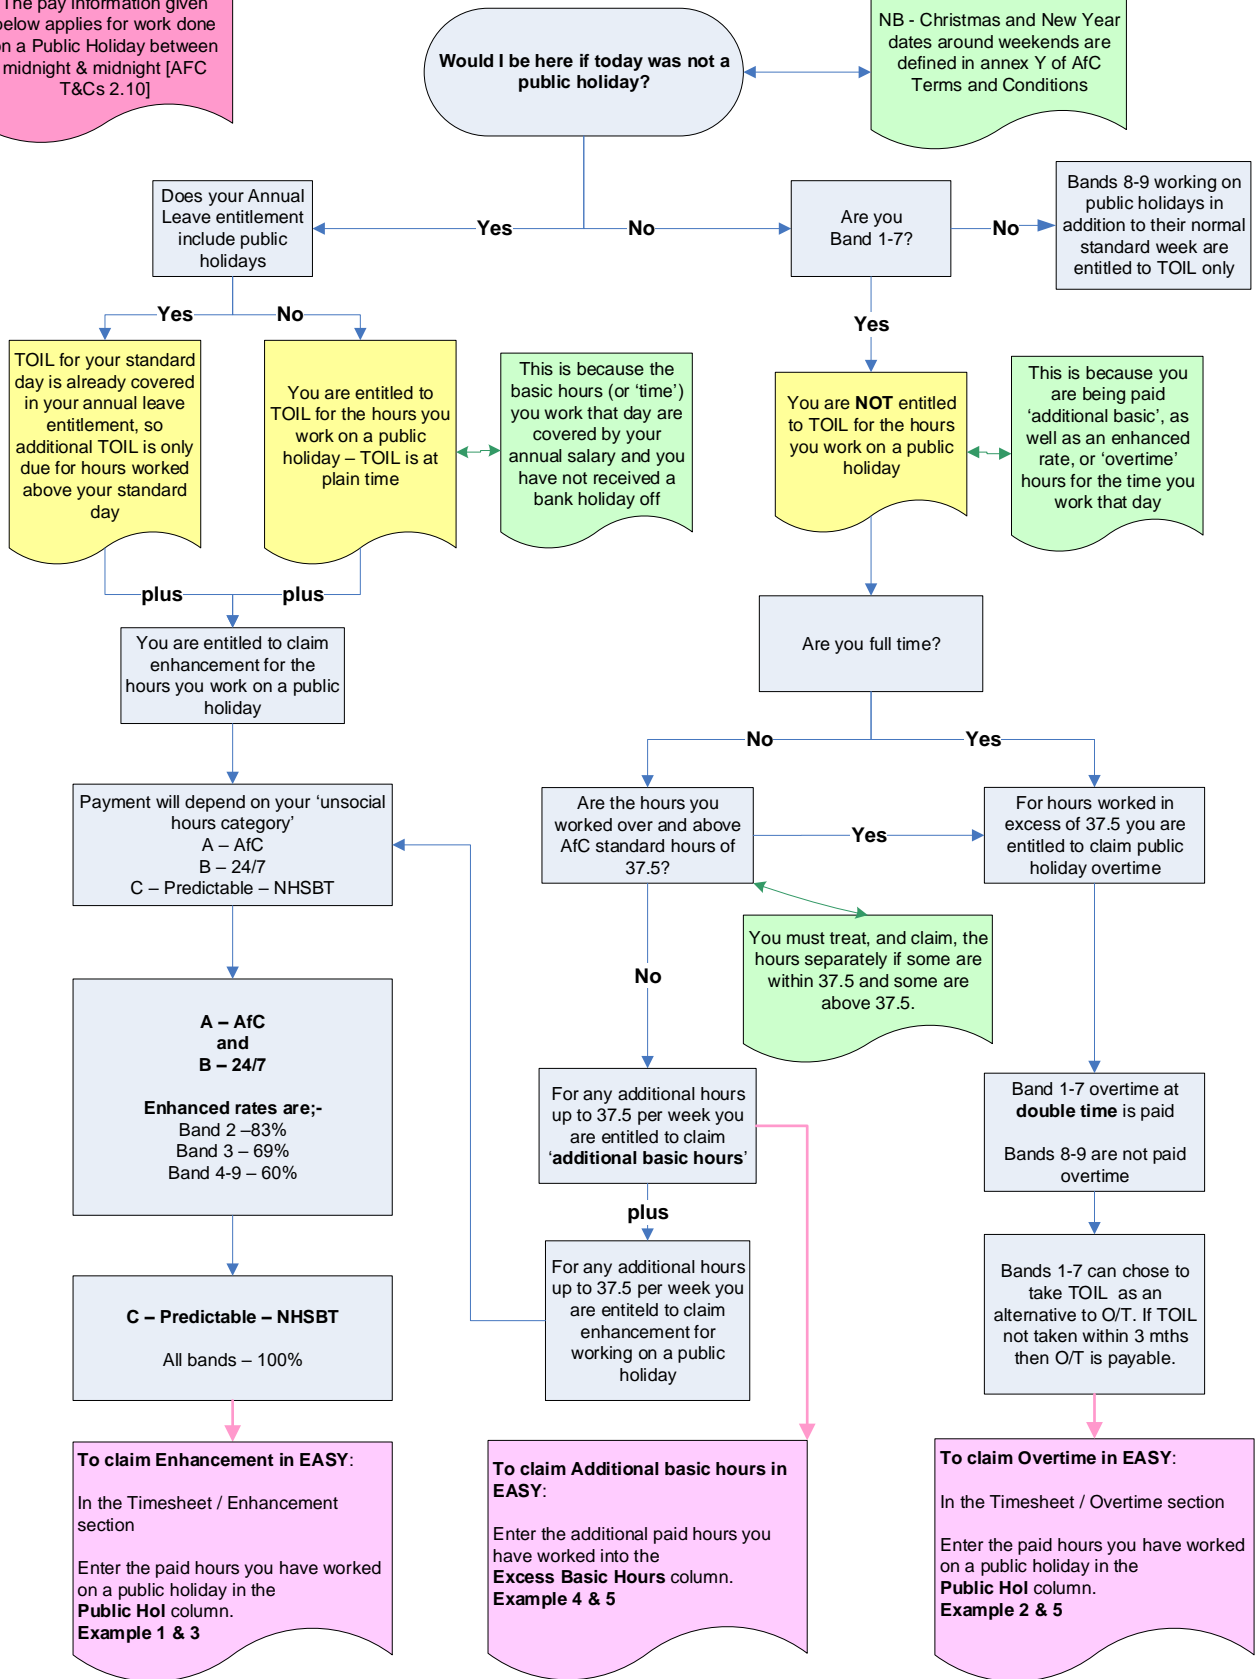 The pay information given
below applies for work done
on a Public Holiday between
midnight & midnight [AFC
T&Cs 2.10]
Would I be here if today was not a
public holiday?
NB - Christmas and New Year
dates around weekends are
defined in annex Y of AfC
Terms and Conditions
Does your Annual
Leave entitlement
include public
holidays
Yes
No
Are you
Band 1-7?
No
Bands 8-9 working on
public holidays in
addition to their normal
standard week are
entitled to TOIL only
Yes
No
Yes
TOIL for your standard
day is already covered
in your annual leave
entitlement, so
additional TOIL is only
due for hours worked
above your standard
day
You are entitled to
TOIL for the hours you
work on a public
holiday – TOIL is at
plain time
This is because the
basic hours (or ‘time’)
you work that day are
covered by your
annual salary and you
have not received a
bank holiday off
You are NOT entitled
to TOIL for the hours
you work on a public
holiday
This is because you
are being paid
‘additional basic’, as
well as an enhanced
rate, or ‘overtime’
hours for the time you
work that day
plus
plus
You are entitled to claim
enhancement for the
hours you work on a public
holiday
Are you full time?
No
Yes
Payment will depend on your ‘unsocial
hours category’
A – AfC
B – 24/7
C – Predictable – NHSBT
Are the hours you
worked over and above
AfC standard hours of
37.5?
Yes
For hours worked in
excess of 37.5 you are
entitled to claim public
holiday overtime
You must treat, and claim, the
hours separately if some are
within 37.5 and some are
above 37.5.
No
A – AfC
and
B – 24/7
Enhanced rates are;-
Band 2 –83%
Band 3 – 69%
Band 4-9 – 60%
For any additional hours
up to 37.5 per week you
are entitled to claim
‘additional basic hours’
Band 1-7 overtime at
double time is paid
Bands 8-9 are not paid
overtime
plus
For any additional hours
up to 37.5 per week you
are entiteld to claim
enhancement for
working on a public
holiday
Bands 1-7 can chose to
take TOIL as an
alternative to O/T. If TOIL
not taken within 3 mths
then O/T is payable.
C – Predictable – NHSBT
All bands – 100%
To claim Enhancement in EASY:
In the Timesheet / Enhancement
section
Enter the paid hours you have worked
on a public holiday in the
Public Hol column.
Example 1 & 3
To claim Additional basic hours in
EASY:
Enter the additional paid hours you
have worked into the
Excess Basic Hours column.
Example 4 & 5
To claim Overtime in EASY:
In the Timesheet / Overtime section
Enter the paid hours you have worked
on a public holiday in the
Public Hol column.
Example 2 & 5